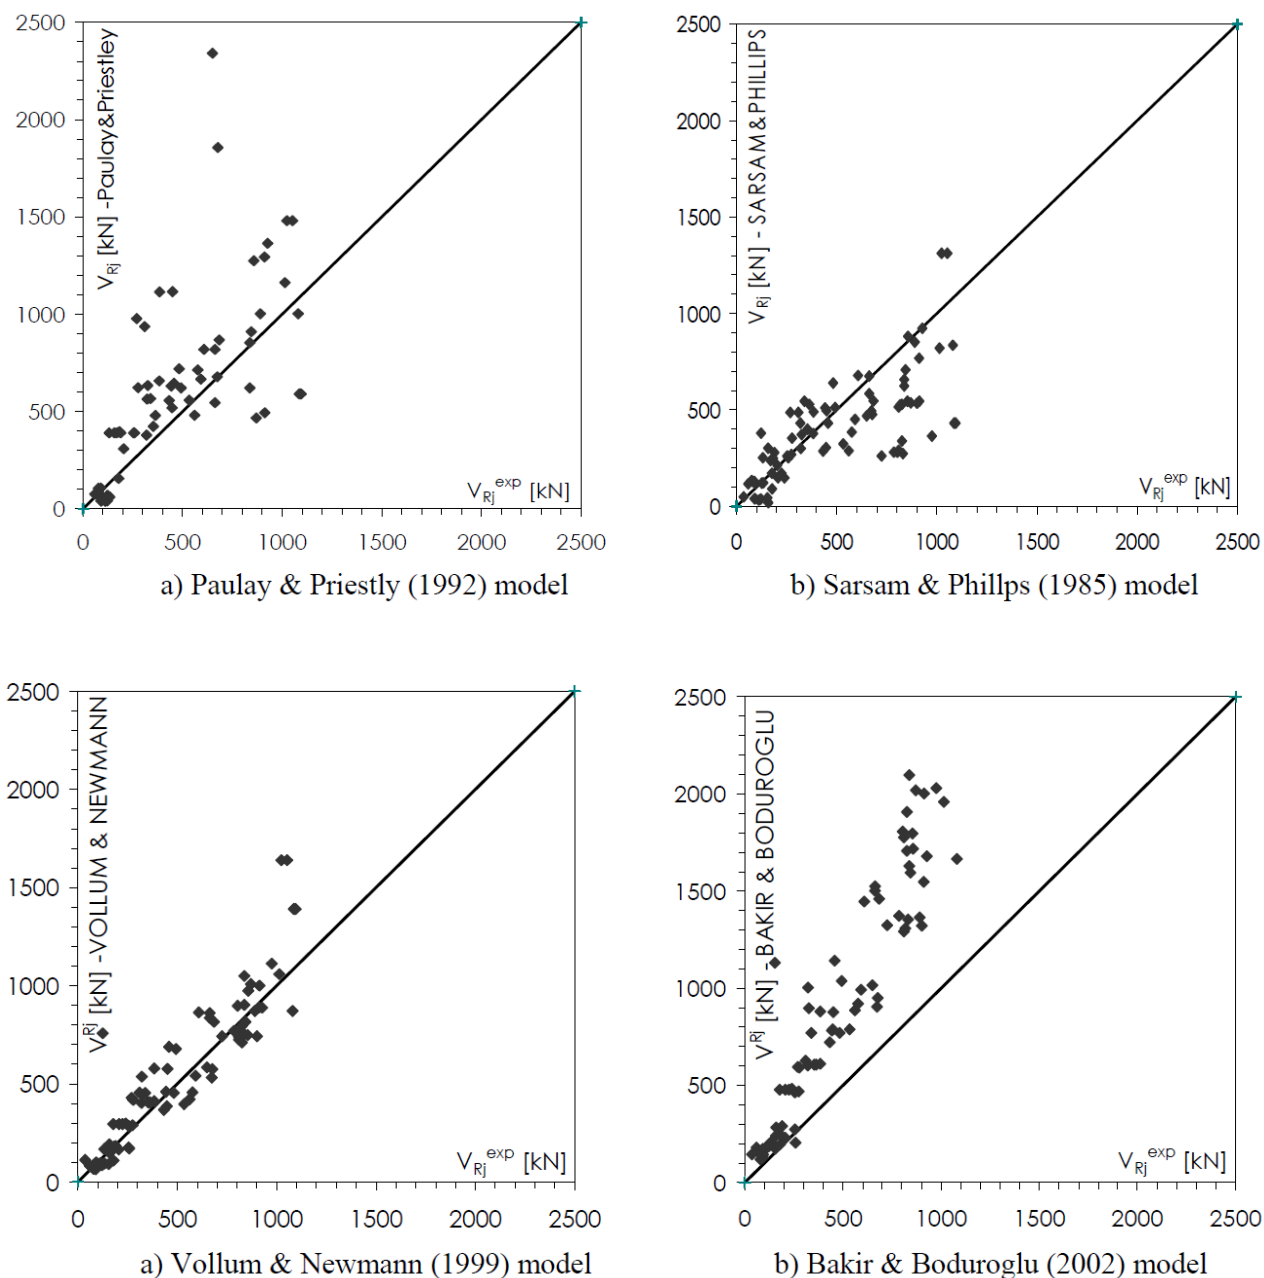 2500
2000
1500
1000
500
0
V_Rj [kN] -Paulay&Priestley
V_Rj^exp [kN]
0 500 1000 1500 2000 2500
a) Paulay & Priestly (1992) model
2500
2000
1500
1000
500
0
V_Rj [kN] - SARSAM&PHILLIPS
V_Rj^exp [kN]
0 500 1000 1500 2000 2500
b) Sarsam & Phillps (1985) model
2500
2000
1500
1000
500
0
V^Rj [kN] -VOLLUM & NEWMANN
V_Rj^exp [kN]
0 500 1000 1500 2000 2500
a) Vollum & Newmann (1999) model
2500
2000
1500
1000
500
0
V^Rj [kN] - BAKIR & BODUROGLU
V_Rj^exp [kN]
0 500 1000 1500 2000 2500
b) Bakir & Boduroglu (2002) model